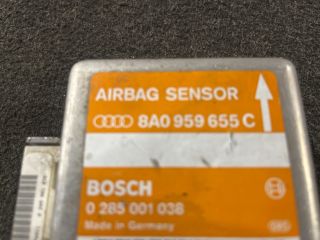 AIRBAG SENSOR
8A0 959 655 C
BOSCH
0 285 001 038
Made in Germany